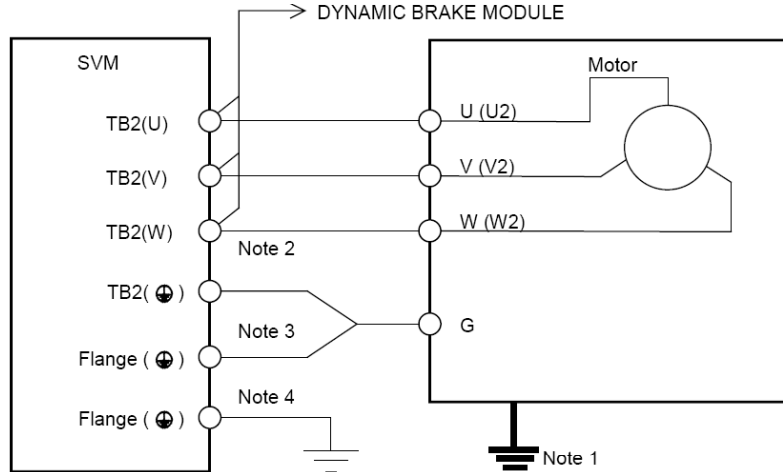 DYNAMIC BRAKE MODULE
SVM
Motor
TB2(U)
U (U2)
TB2(V)
V (V2)
TB2(W)
W (W2)
Note 2
TB2(⏚)
Note 3
G
Flange (⏚)
Note 4
Flange (⏚)
Note 1